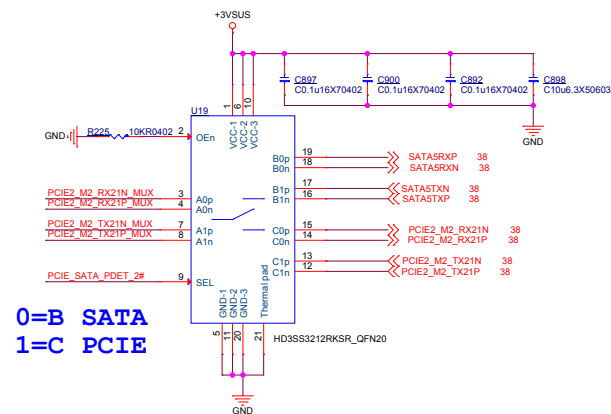 +3VSUS
C897
C0.1u16X70402
C900
C0.1u16X70402
C892
C0.1u16X70402
C898
C10u6.3X50603
GND
U19
1
6
10
VCC-1
VCC-2
VCC-3
GND
R225
10KR0402
2
OEn
B0p
19
SATA5RXP
38
B0n
18
SATA5RXN
38
B1p
17
SATA5TXN
38
B1n
16
SATA5TXP
38
PCIE2_M2_RX21N_MUX
3
A0p
PCIE2_M2_RX21P_MUX
4
A0n
PCIE2_M2_TX21N_MUX
7
A1p
PCIE2_M2_TX21P_MUX
8
A1n
C0p
15
PCIE2_M2_RX21N
38
C0n
14
PCIE2_M2_RX21P
38
C1p
13
PCIE2_M2_TX21N
38
C1n
12
PCIE2_M2_TX21P
38
PCIE_SATA_PDET_2#
9
SEL
GND-1
GND-2
GND-3
Thermal pad
5
11
20
21
HD3SS3212RKSR_QFN20
0=B SATA
1=C PCIE
GND